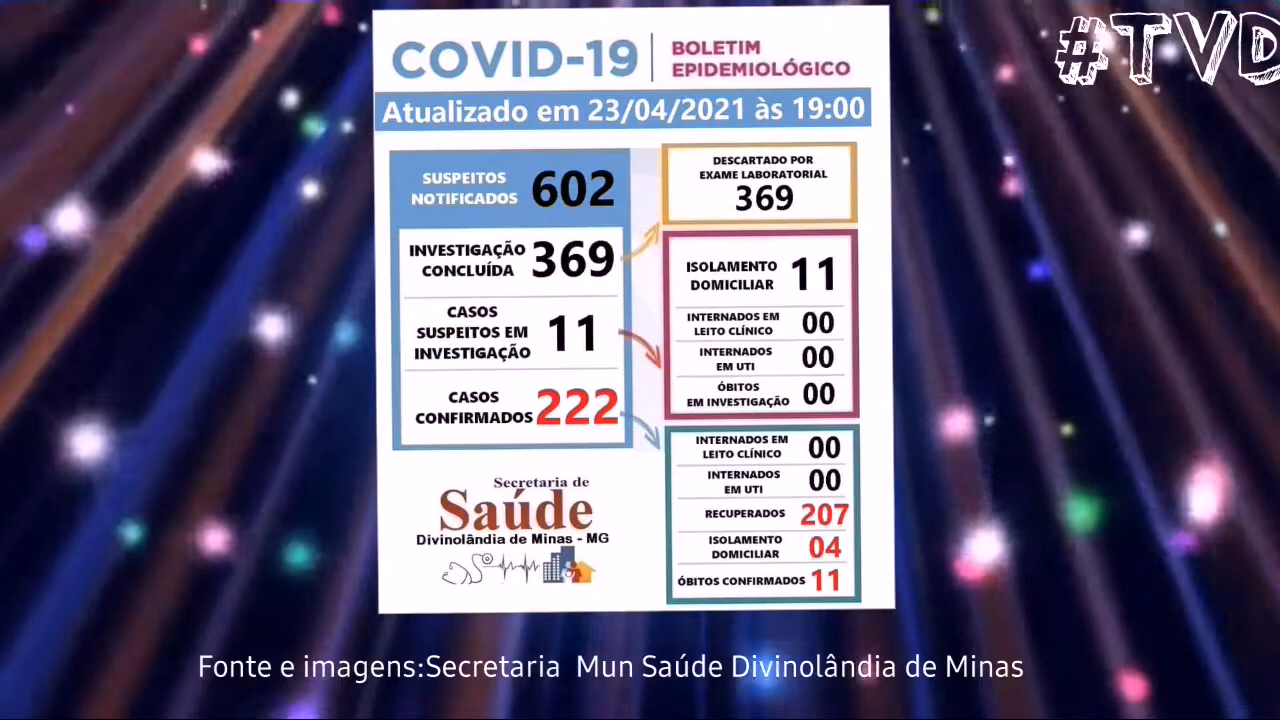 #TVD
COVID-19
BOLETIM
EPIDEMIOLÓGICO
Atualizado em 23/04/2021 às 19:00
SUSPEITOS
NOTIFICADOS 602
INVESTIGAÇÃO
CONCLUÍDA 369
CASOS
SUSPEITOS EM
INVESTIGAÇÃO 11
CASOS
CONFIRMADOS 222
DESCARTADO POR
EXAME LABORATORIAL
369
ISOLAMENTO
DOMICILIAR 11
INTERNADOS EM
LEITO CLÍNICO 00
INTERNADOS
EM UTI 00
ÓBITOS
EM INVESTIGAÇÃO 00
INTERNADOS EM
LEITO CLÍNICO 00
INTERNADOS
EM UTI 00
RECUPERADOS 207
ISOLAMENTO
DOMICILIAR 04
ÓBITOS CONFIRMADOS 11
Secretaria de
Saúde
Divinolândia de Minas - MG
Fonte e imagens:Secretaria Mun Saúde Divinolândia de Minas